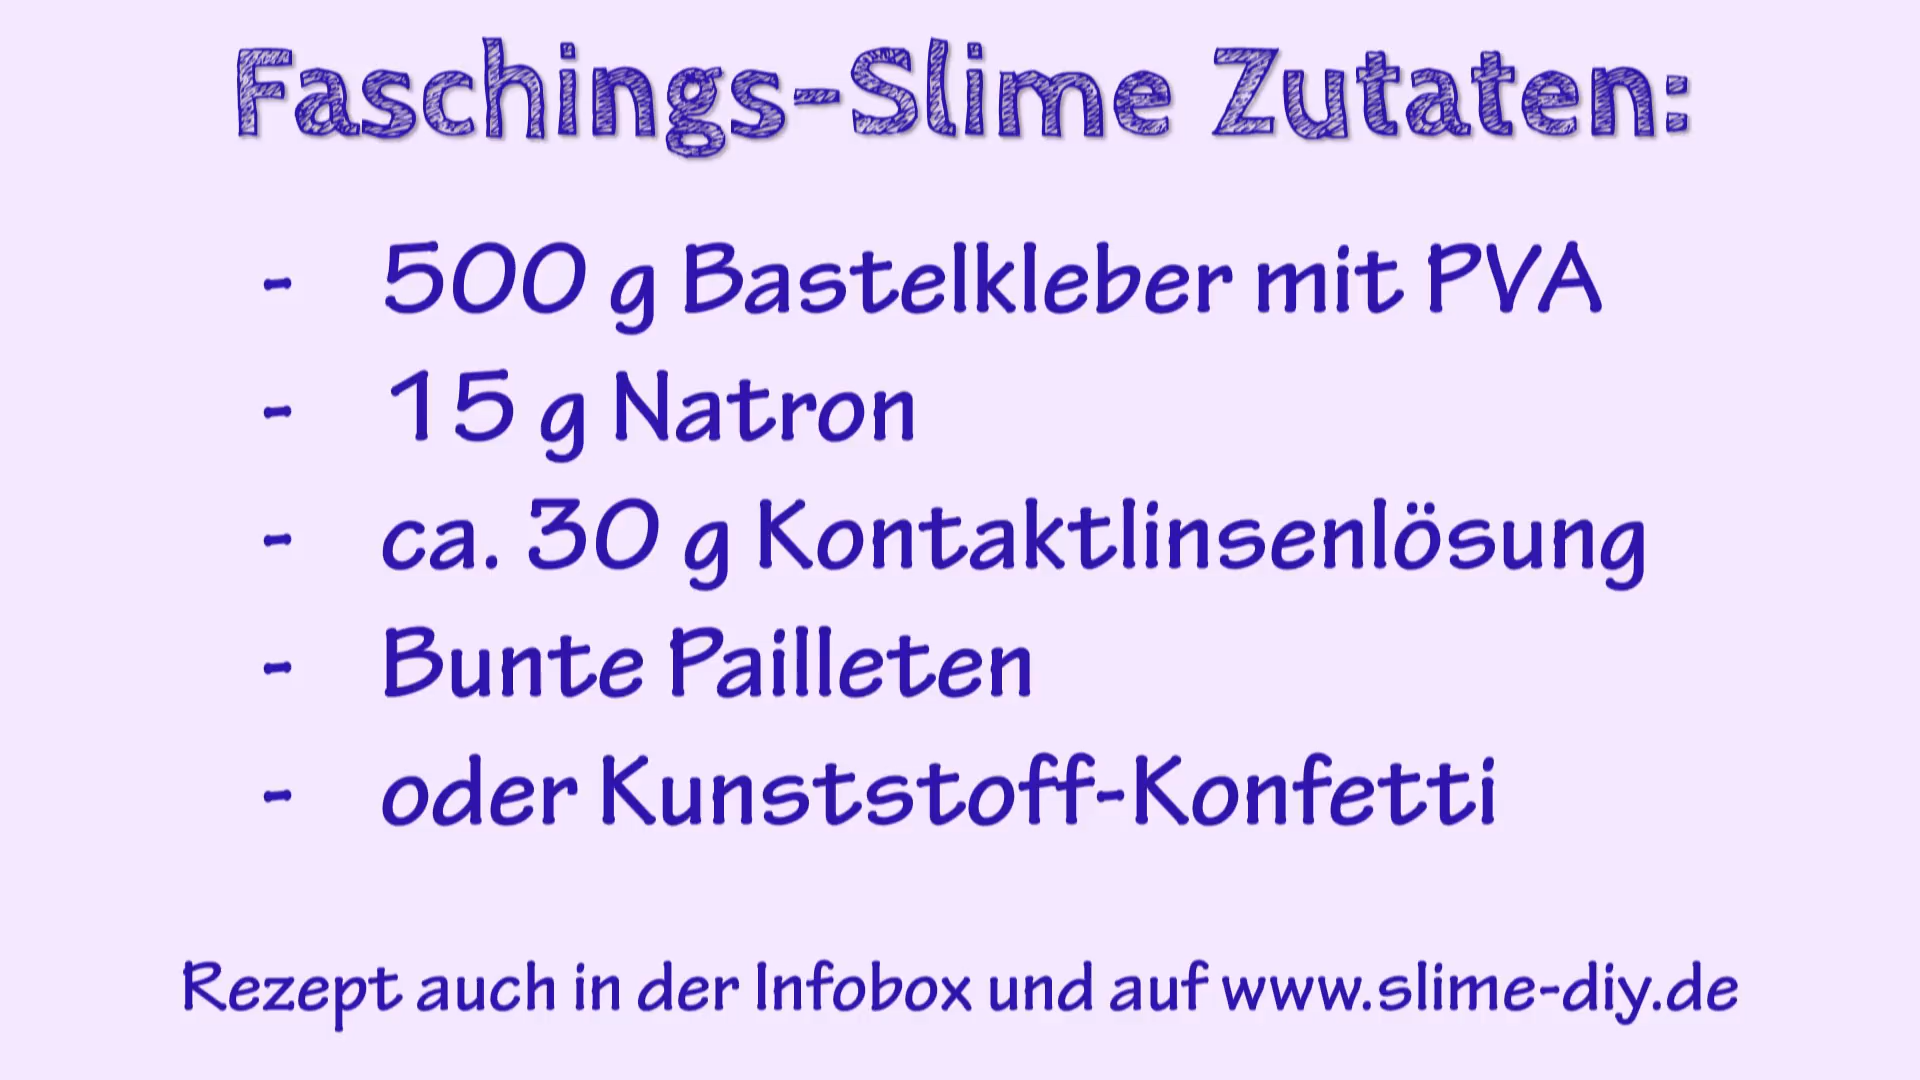 Faschings-Slime Zutaten:
- 500 g Bastelkleber mit PVA
- 15 g Natron
- ca. 30 g Kontaktlinsenlösung
- Bunte Pailleten
- oder Kunststoff-Konfetti
Rezept auch in der Infobox und auf www.slime-diy.de